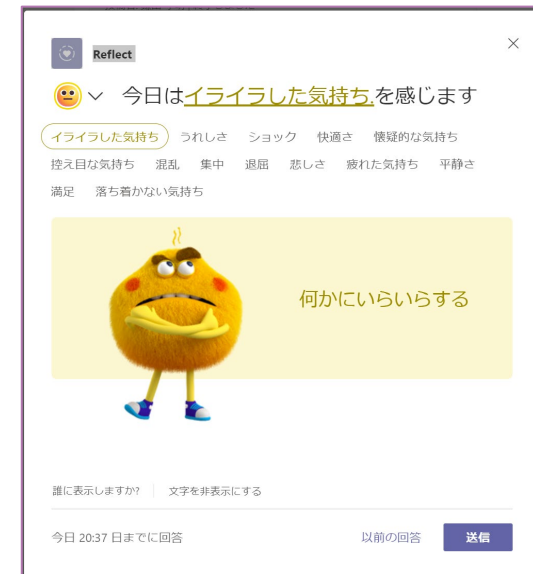 Reflect
今日はイライラした気持ち.を感じます
イライラした気持ち うれしさ ショック 快適さ 懐疑的な気持ち
控え目な気持ち 混乱 集中 退屈 悲しさ 疲れた気持ち 平静さ
満足 落ち着かない気持ち
何かにいらいらする
誰に表示しますか? 文字を非表示にする
今日 20:37 日までに回答 以前の回答 送信